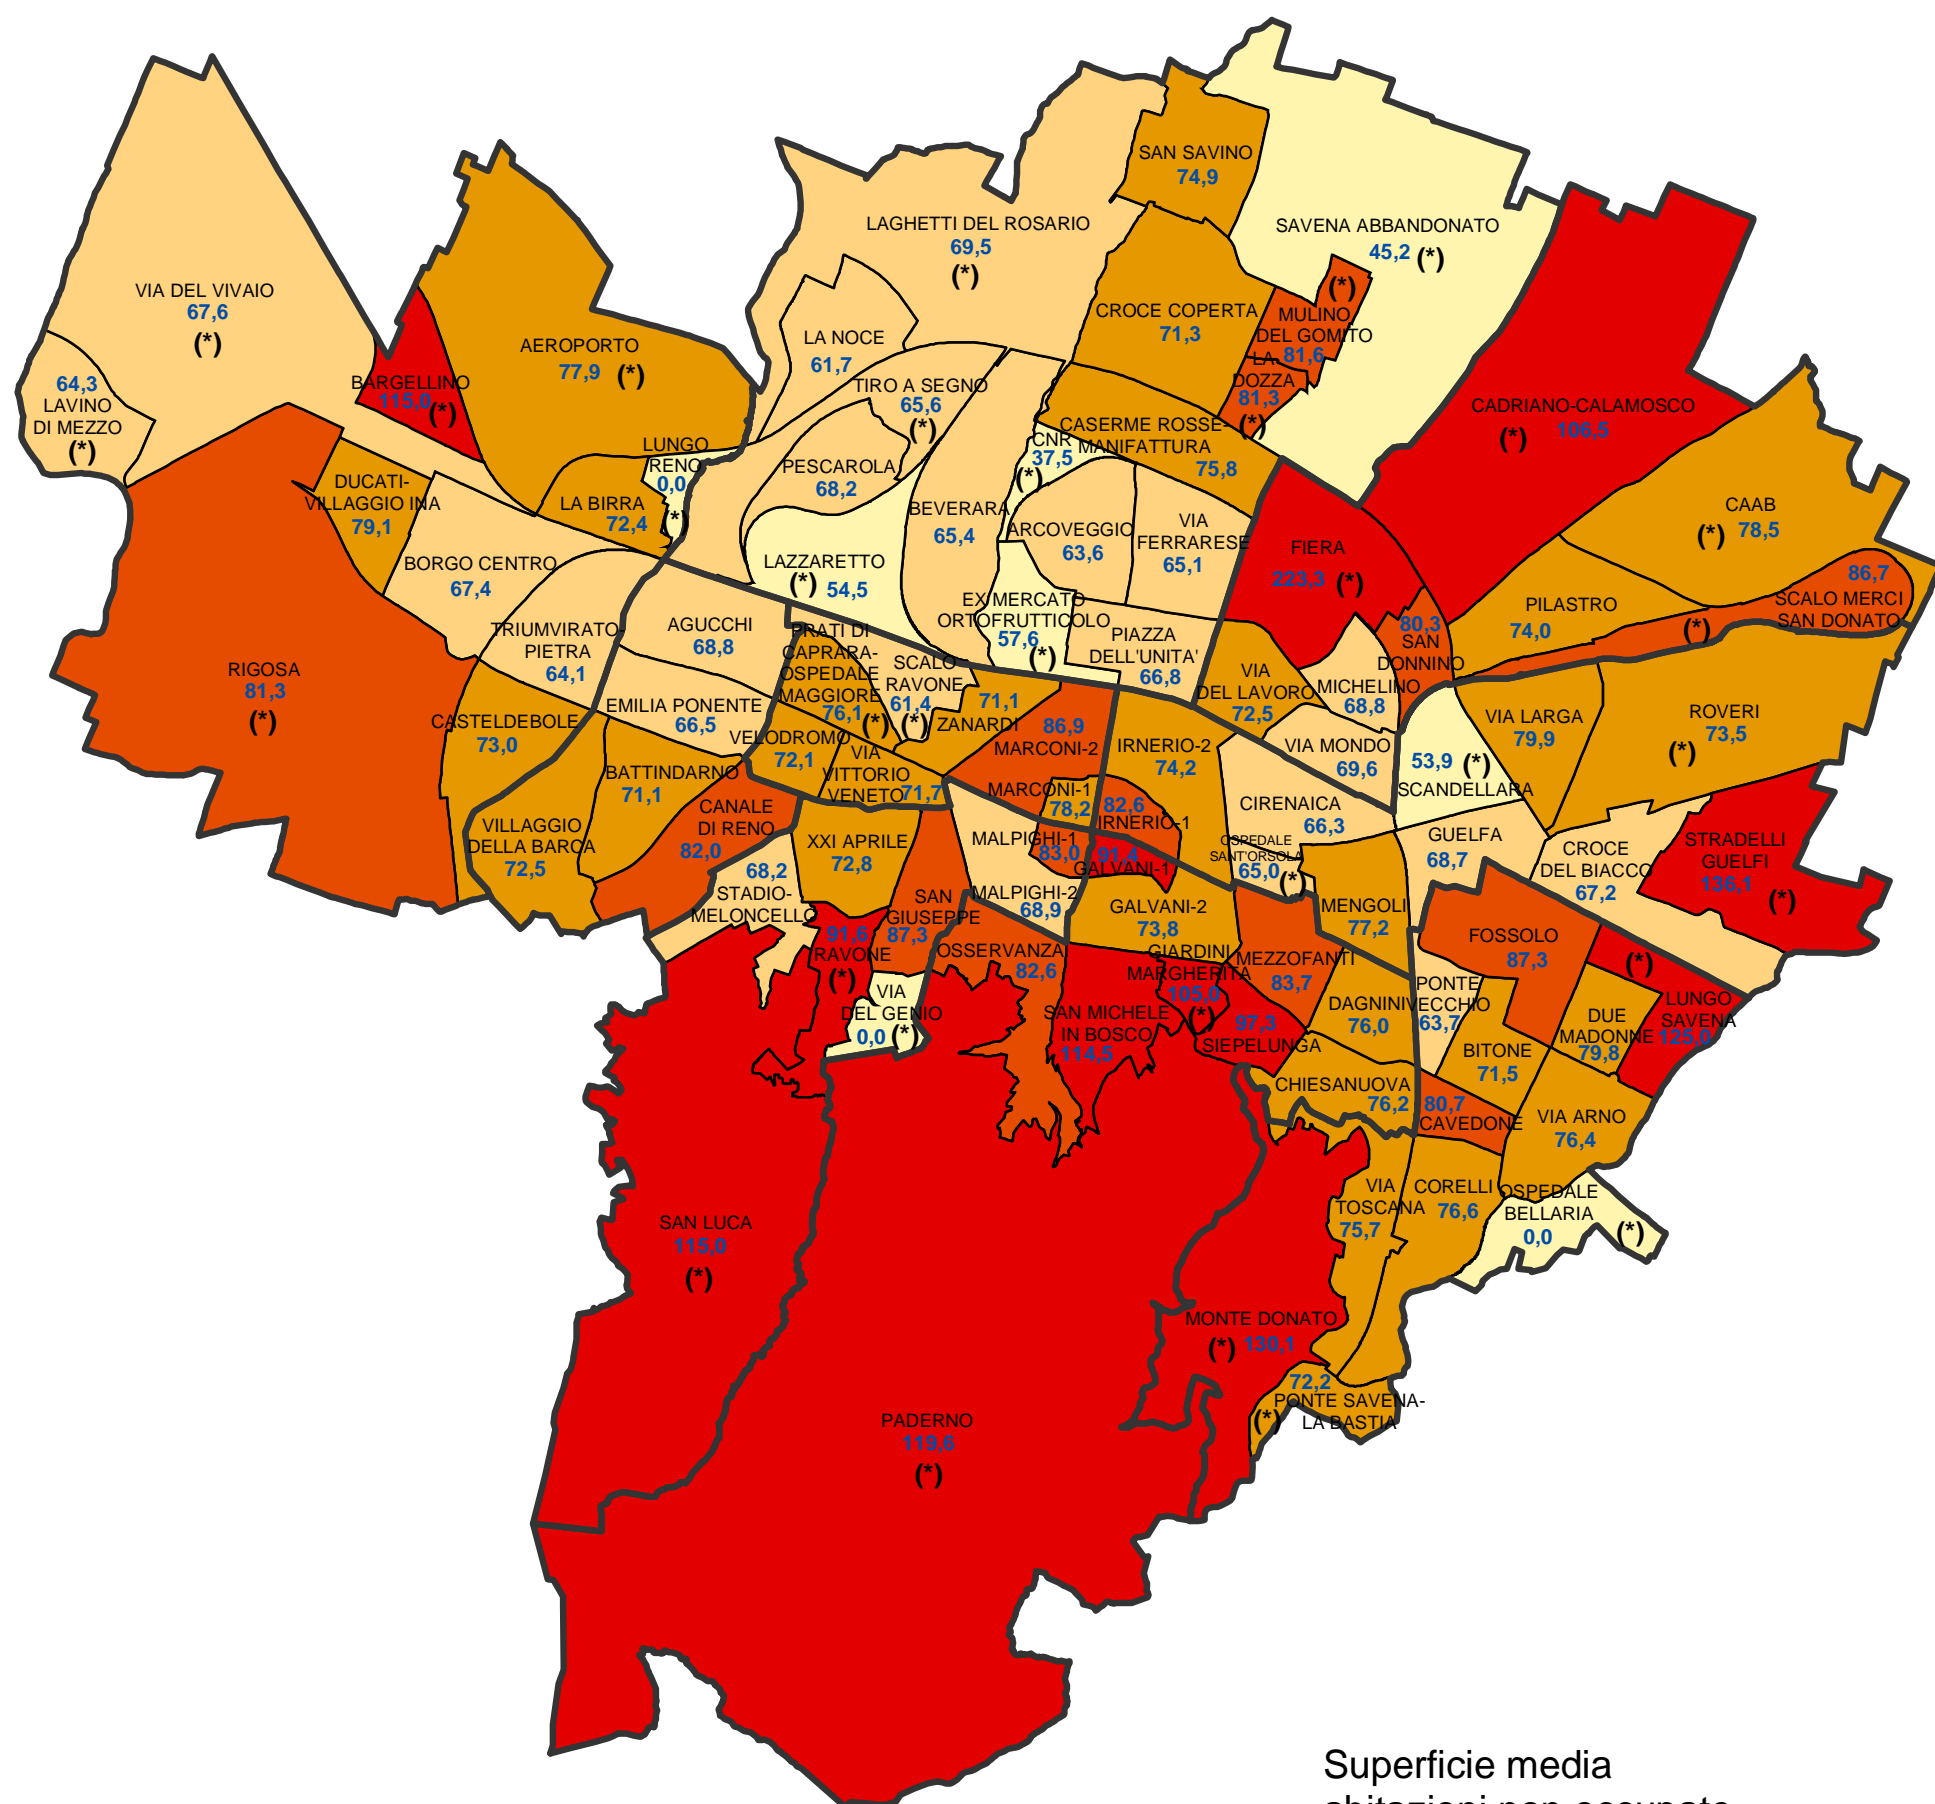 SAN SAVINO
74,9
LAGHETTI DEL ROSARIO
69,5
(*)
SAVENA ABBANDONATO
45,2 (*)
VIA DEL VIVAIO
67,6
(*)
AEROPORTO
77,9 (*)
LA NOCE
61,7
CROCE COPERTA
71,3
(*)
MULINO
DEL GOMITO
81,6
LA
DOZZA
81,3
(*)
64,3
LAVINO
DI MEZZO
(*)
BARGELLINO
115,0
(*)
TIRO A SEGNO
65,6
(*)
CADRIANO-CALAMOSCO
(*) 106,5
CASERME ROSSE-
MANIFATTURA
75,8
CNR
37,5
(*)
LUNGO
RENO
0,0
(*)
PESCAROLA
68,2
DUCATI-
VILLAGGIO INA
79,1
LA BIRRA
72,4
BEVERARA
65,4
ARCOVEGGIO
63,6
VIA
FERRARESE
65,1
CAAB
(*) 78,5
FIERA
223,3 (*)
BORGO CENTRO
67,4
LAZZARETTO
(*) 54,5
86,7
SCALO MERCI
SAN DONATO
(*)
EX MERCATO
ORTOFRUTTICOLO
57,6
(*)
PILASTRO
74,0
TRIUMVIRATO-
PIETRA
64,1
AGUCCHI
68,8
PRATI DI
CAPRARA-
OSPEDALE
MAGGIORE
76,1 (*)
PIAZZA
DELL'UNITA'
66,8
80,3
SAN
DONNINO
RIGOSA
81,3
(*)
SCALO
RAVONE
61,4
(*)
VIA
DEL LAVORO
72,5
MICHELINO
68,8
EMILIA PONENTE
66,5
71,1
ZANARDI
86,9
MARCONI-2
CASTELDEBOLE
73,0
VELODROMO
72,1
VIA
VITTORIO
VENETO
71,7
IRNERIO-2
74,2
VIA MONDO
69,6
53,9 (*)
SCANDELLARA
VIA LARGA
79,9
ROVERI
73,5
(*)
BATTINDARNO
71,1
MARCONI-1
78,2
82,6
IRNERIO-1
CIRENAICA
66,3
CANALE
DI RENO
82,0
VILLAGGIO
DELLA BARCA
72,5
XXI APRILE
72,8
MALPIGHI-1
83,0
91,4
GALVANI-1
OSPEDALE
SANT'ORSOLA
65,0
(*)
GUELFA
68,7
CROCE
DEL BIACCO
67,2
STRADELLI
GUELFI
136,1
(*)
68,2
STADIO-
MELONCELLO
SAN
GIUSEPPE
87,3
MALPIGHI-2
68,9
GALVANI-2
73,8
MENGOLI
77,2
FOSSOLO
87,3
91,6
RAVONE
(*)
OSSERVANZA
82,6
GIARDINI
MARGHERITA
105,0
(*)
MEZZOFANTI
83,7
(*)
LUNGO
SAVENA
125,0
VIA
DEL GENIO
0,0 (*)
SAN MICHELE
IN BOSCO
114,5
97,3
SIEPELUNGA
DAGNINI
76,0
PONTE
VECCHIO
63,7
DUE
MADONNE
79,8
BITONE
71,5
CHIESANUOVA
76,2
80,7
CAVEDONE
VIA ARNO
76,4
VIA
TOSCANA
75,7
CORELLI
76,6
OSPEDALE
BELLARIA
0,0
(*)
SAN LUCA
115,0
(*)
MONTE DONATO
(*) 130,1
72,2
PONTE SAVENA-
LA BASTIA
(*)
PADERNO
119,6
(*)
Superficie media
abitazioni non occupate